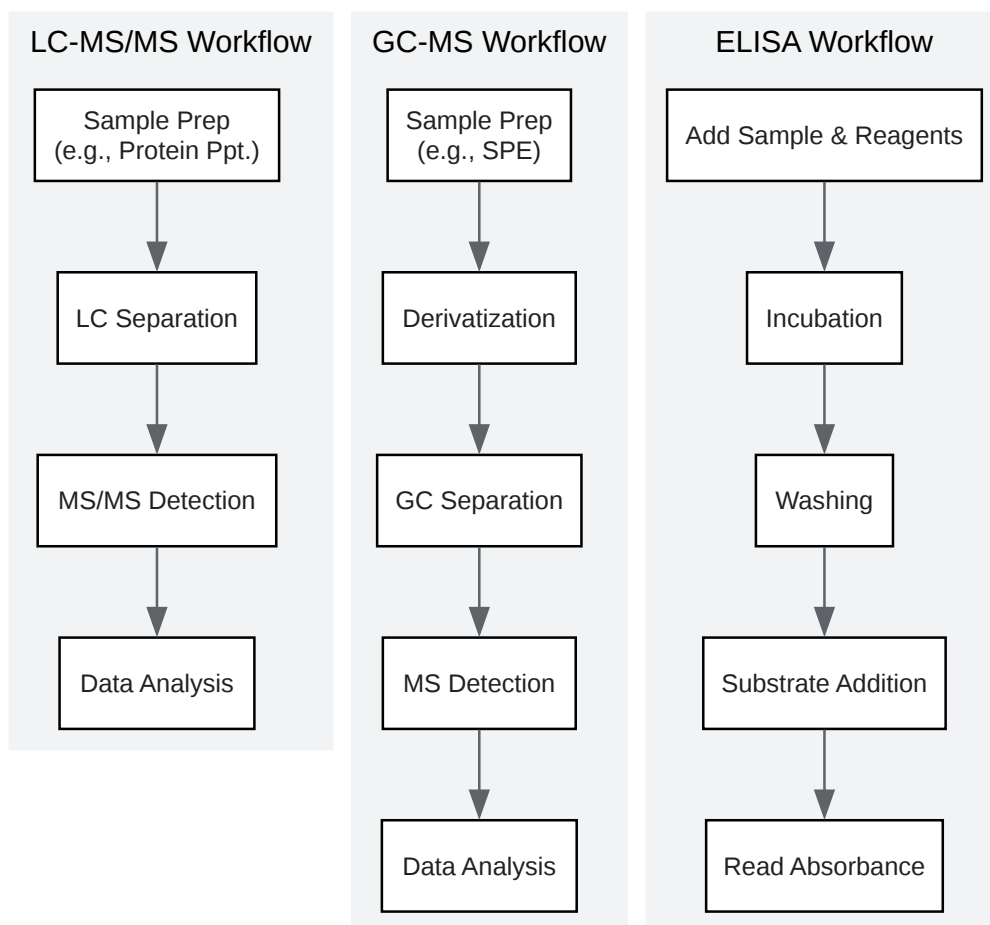 LC-MS/MS Workflow
Sample Prep
(e.g., Protein Ppt.)
LC Separation
MS/MS Detection
Data Analysis
GC-MS Workflow
Sample Prep
(e.g., SPE)
Derivatization
GC Separation
MS Detection
Data Analysis
ELISA Workflow
Add Sample & Reagents
Incubation
Washing
Substrate Addition
Read Absorbance